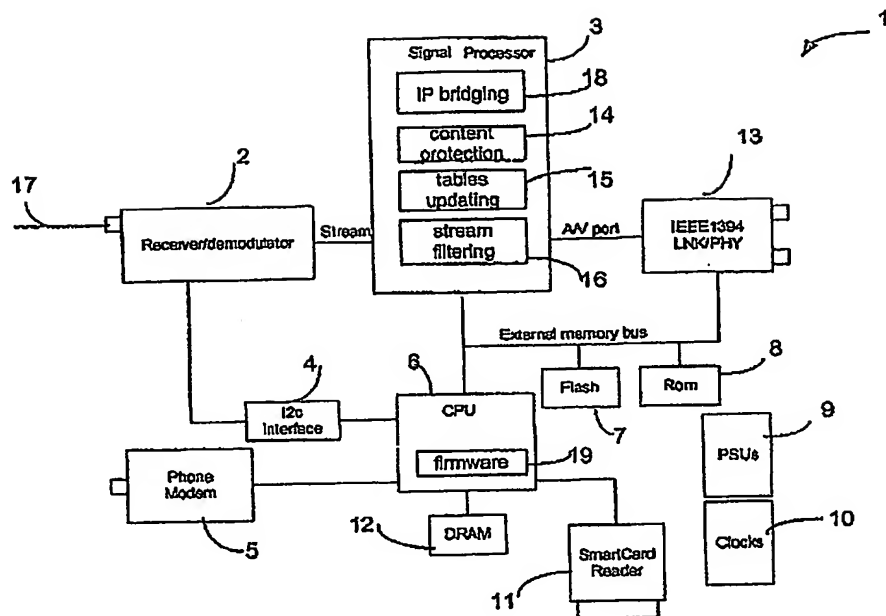 1
3
Signal Processor
18
IP bridging
14
content
protection
2
13
17
15
tables
updating
Receiver/demodulator
Stream
stream
filtering
A/V port
IEEE1394
LNK/PHY
16
External memory bus
4
6
8
Flash
Rom
I2c
Interface
CPU
7
9
firmware
19
PSUs
Phone
Modem
12
DRAM
10
5
SmartCard
Reader
Clocks
11